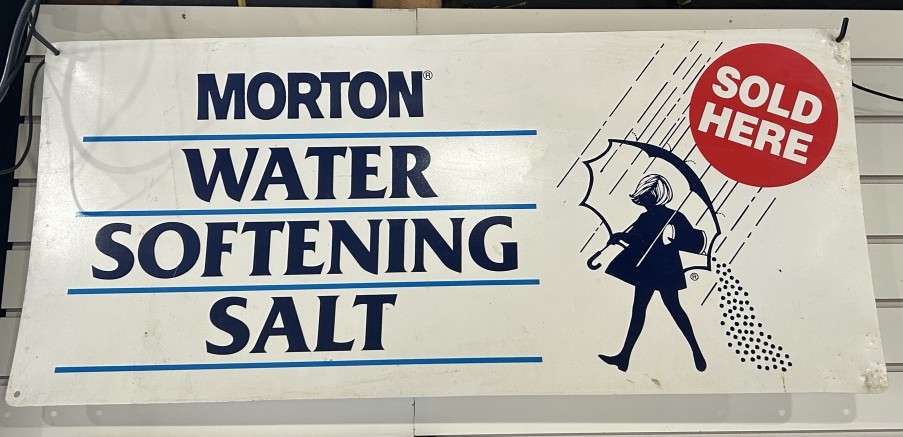 MORTON®
WATER
SOFTENING
SALT
SOLD
HERE
®